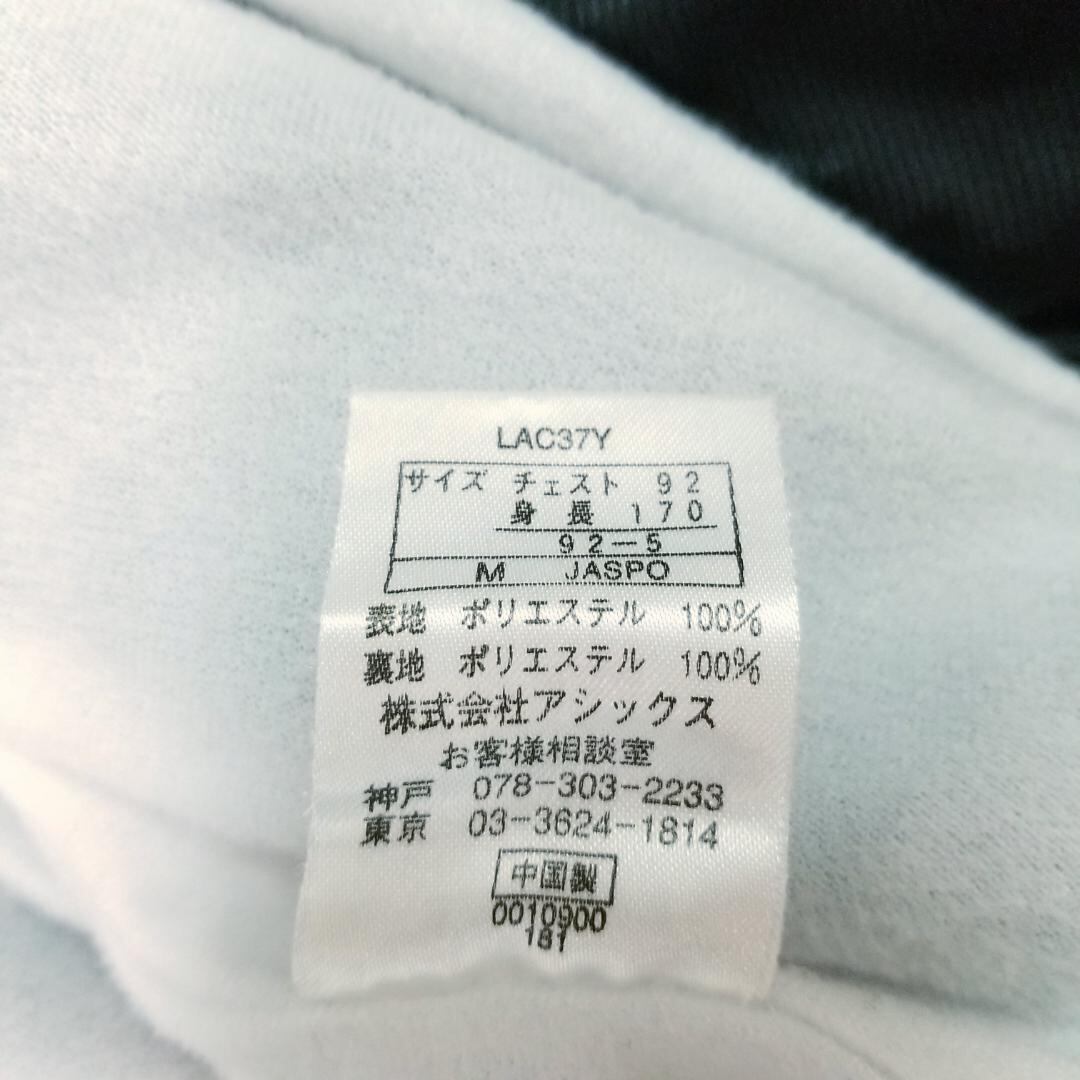 LAC37Y
サイズ チェスト 92
身長 170
92-5
M JASPO
表地 ポリエステル 100%
裏地 ポリエステル 100%
株式会社アシックス
お客様相談室
神戸 078-303-2233
東京 03-3624-1814
中国製
0010900
181